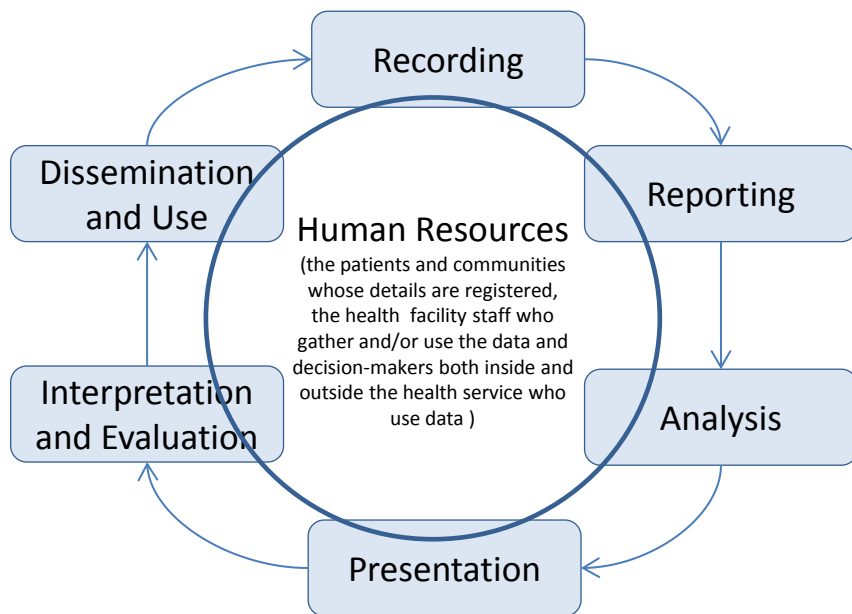 Recording
Reporting
Analysis
Presentation
Interpretation
and Evaluation
Dissemination
and Use
Human Resources
(the patients and communities
whose details are registered,
the health facility staff who
gather and/or use the data and
decision-makers both inside and
outside the health service who
use data )